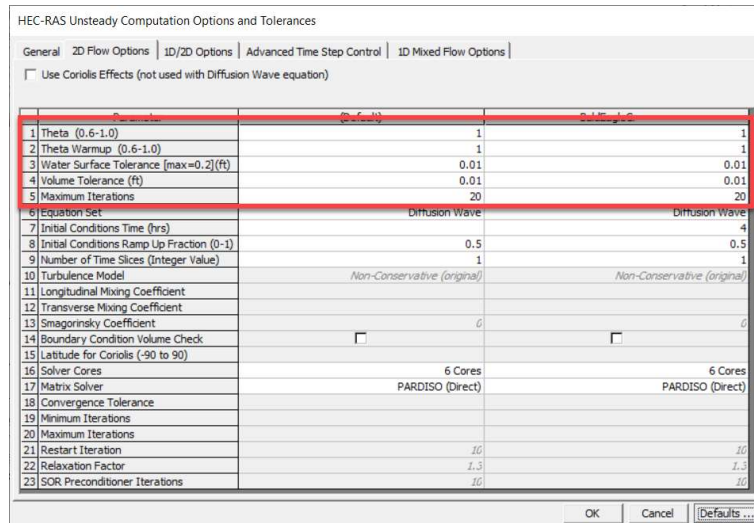 HEC-RAS Unsteady Computation Options and Tolerances
General 2D Flow Options 1D/2D Options Advanced Time Step Control 1D Mixed Flow Options
Use Coriolis Effects (not used with Diffusion Wave equation)
Parameter (Default) BaldEagleCr
1 Theta (0.6-1.0) 1 1
2 Theta Warmup (0.6-1.0) 1 1
3 Water Surface Tolerance [max=0.2](ft) 0.01 0.01
4 Volume Tolerance (ft) 0.01 0.01
5 Maximum Iterations 20 20
6 Equation Set Diffusion Wave Diffusion Wave
7 Initial Conditions Time (hrs) 4
8 Initial Conditions Ramp Up Fraction (0-1) 0.5 0.5
9 Number of Time Slices (Integer Value) 1 1
10 Turbulence Model Non-Conservative (original) Non-Conservative (original)
11 Longitudinal Mixing Coefficient
12 Transverse Mixing Coefficient
13 Smagorinsky Coefficient 0 0
14 Boundary Condition Volume Check
15 Latitude for Coriolis (-90 to 90)
16 Solver Cores 6 Cores 6 Cores
17 Matrix Solver PARDISO (Direct) PARDISO (Direct)
18 Convergence Tolerance
19 Minimum Iterations
20 Maximum Iterations
21 Restart Iteration 10 10
22 Relaxation Factor 1.3 1.3
23 SOR Preconditioner Iterations 10 10
OK Cancel Defaults ...